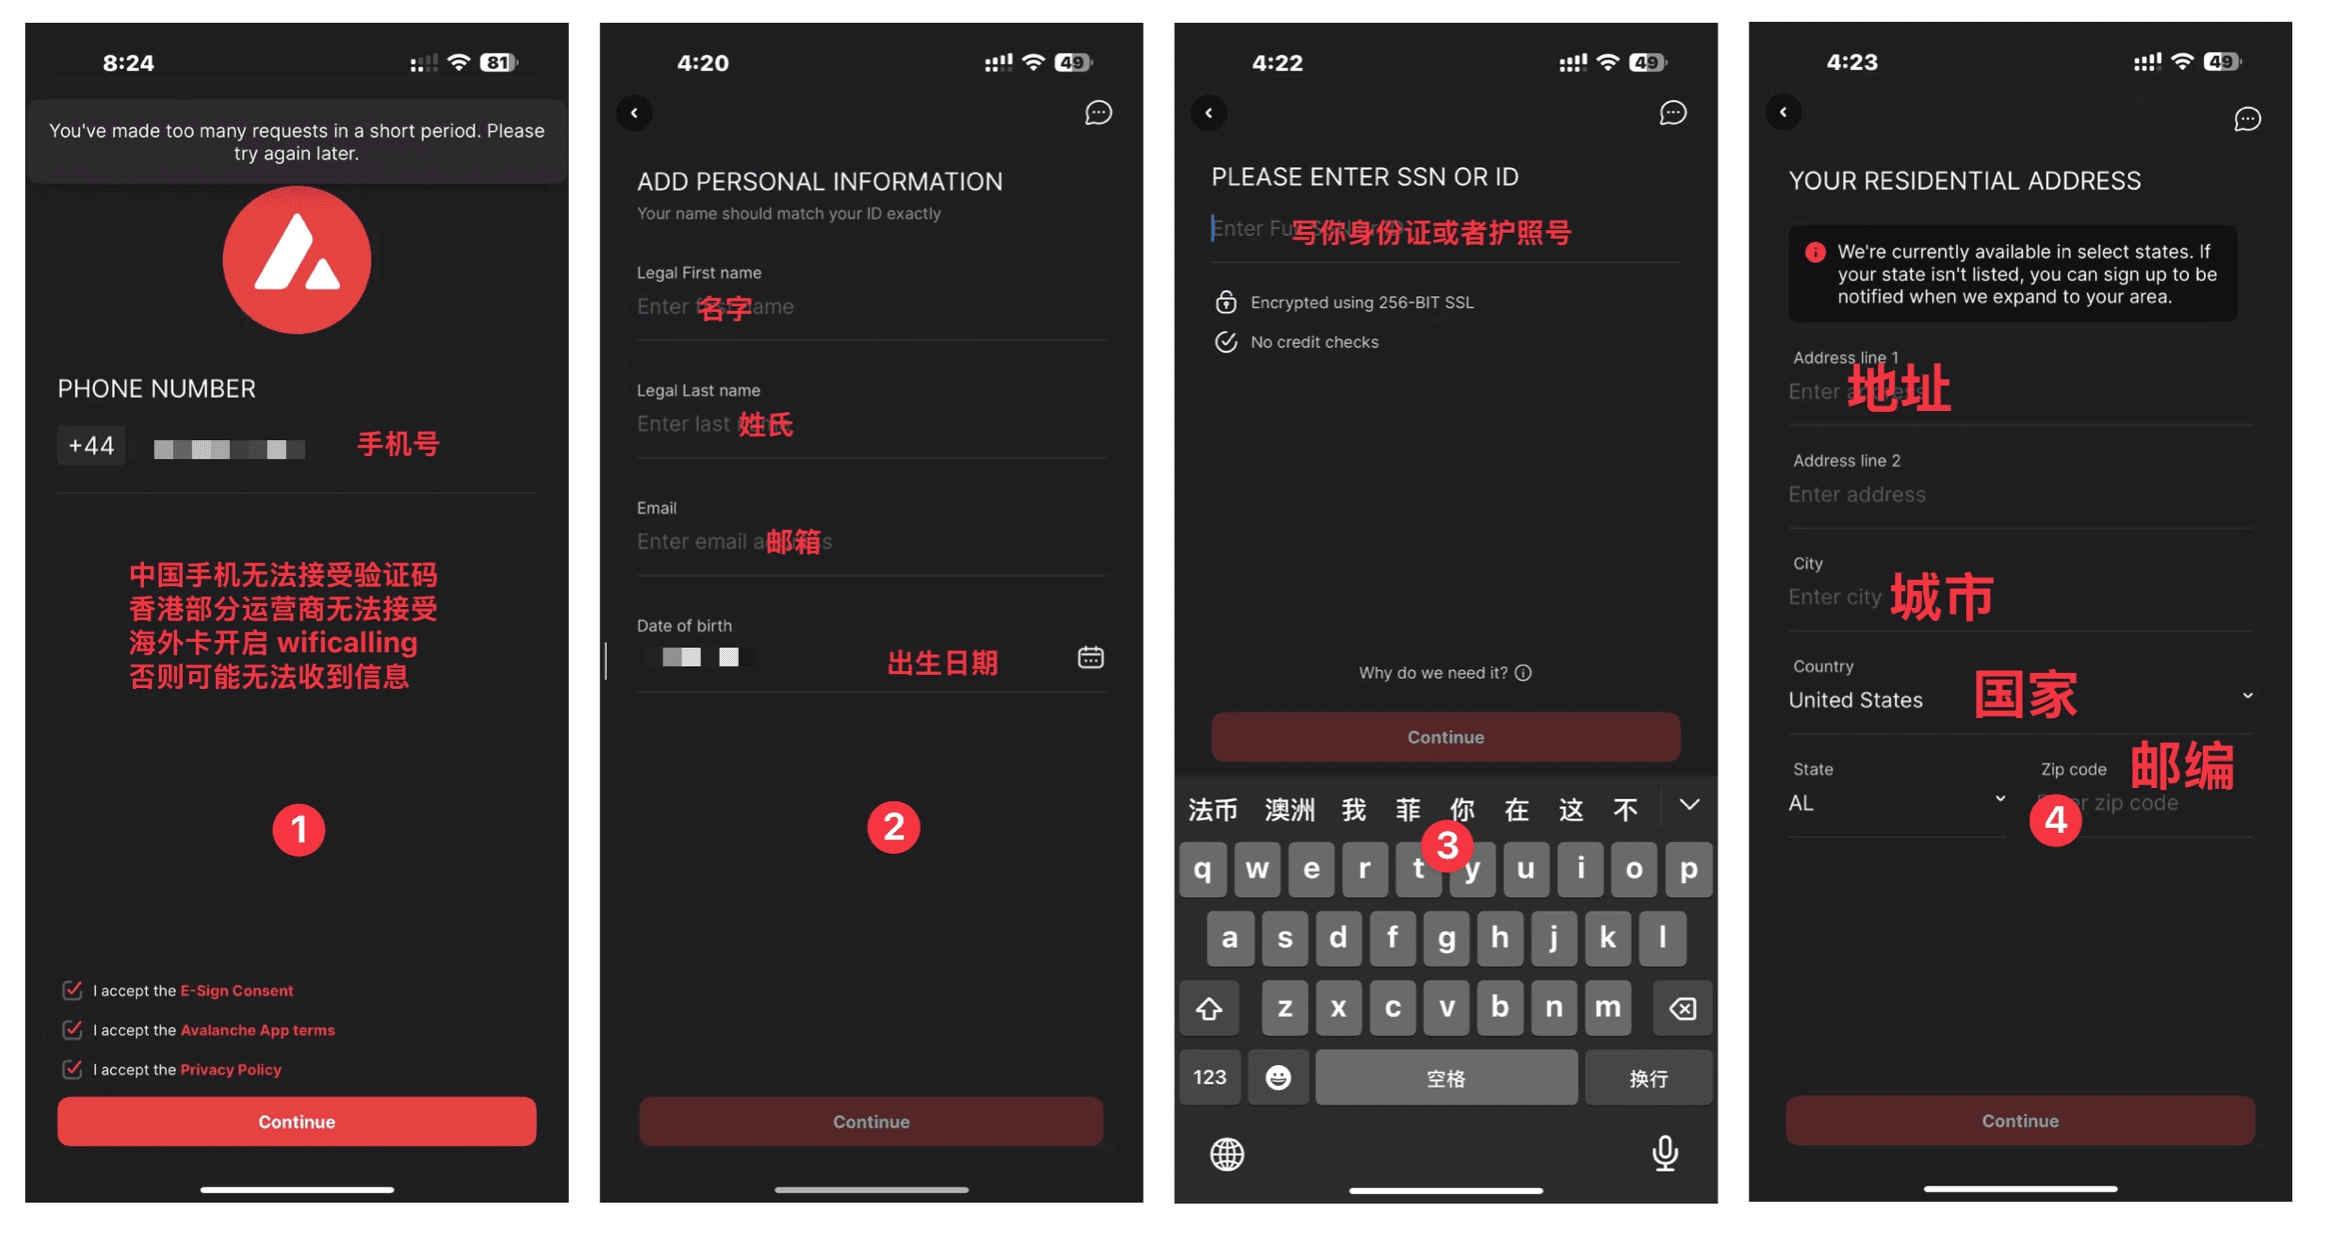 8:24
81
You've made too many requests in a short period. Please
try again later.
PHONE NUMBER
+44
手机号
中国手机无法接受验证码
香港部分运营商无法接受
海外卡开启 wificalling
否则可能无法收到信息
1
I accept the E-Sign Consent
I accept the Avalanche App terms
I accept the Privacy Policy
Continue
4:20
49
ADD PERSONAL INFORMATION
Your name should match your ID exactly
Legal First name
Enter first name
名字
Legal Last name
Enter last name
姓氏
Email
Enter email address
邮箱
Date of birth
出生日期
2
Continue
4:22
49
PLEASE ENTER SSN OR ID
Enter Fu
写你身份证或者护照号
Encrypted using 256-BIT SSL
No credit checks
Why do we need it?
Continue
法币 澳洲 我 菲 你 在 这 不
3
q w e r t y u i o p
a s d f g h j k l
z x c v b n m
123 空格 换行
4:23
49
YOUR RESIDENTIAL ADDRESS
We're currently available in select states. If
your state isn't listed, you can sign up to be
notified when we expand to your area.
Address line 1
Enter address
地址
Address line 2
Enter address
City
Enter city
城市
Country
United States
国家
State
AL
Zip code
邮编
Enter zip code
4
Continue